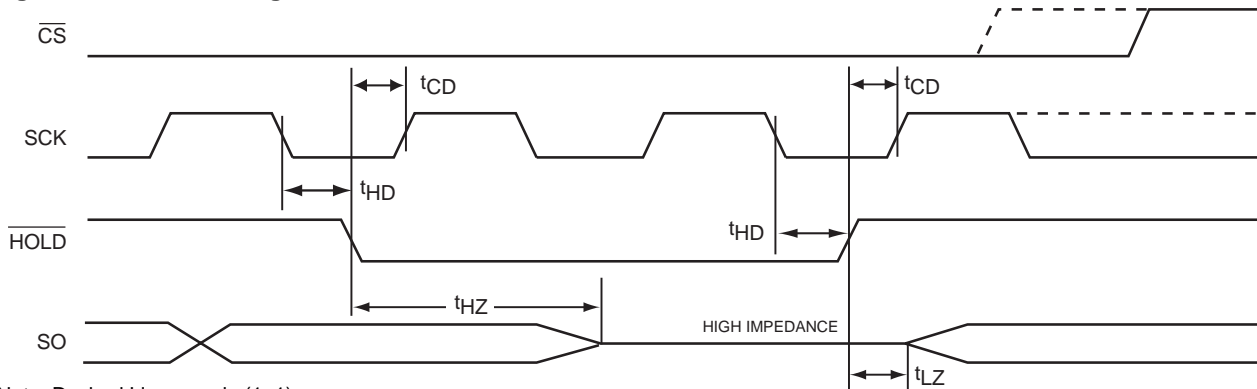 CS
tCD
tCD
SCK
tHD
HOLD
tHD
tHZ
HIGH IMPEDANCE
SO
tLZ